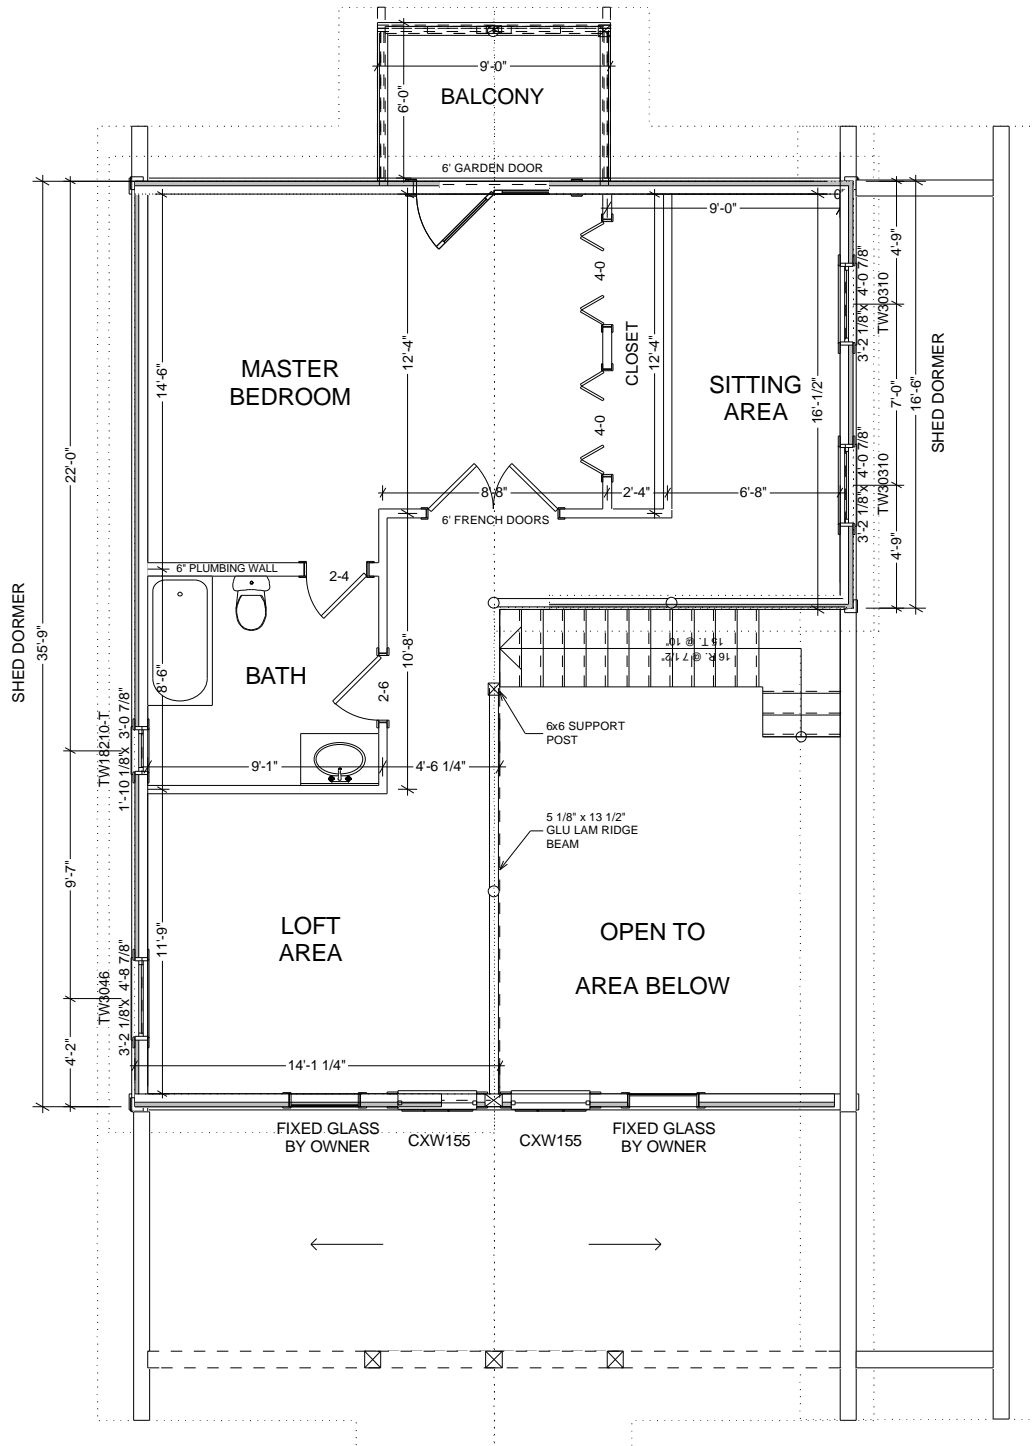 9'-0"
BALCONY
6'-0"
6' GARDEN DOOR
9'-0"
4'-9"
4-0
12'-4"
CLOSET
12'-4"
MASTER
BEDROOM
14'-6"
SITTING
AREA
16'-1/2"
3'-2 1/8"x 4'-0 7/8"
TW30310
7'-0"
16'-6"
SHED DORMER
4-0
22'-0"
8'-8"
2'-4"
6'-8"
6' FRENCH DOORS
3'-2 1/8"x 4'-0 7/8"
TW30310
4'-9"
6" PLUMBING WALL
2-4
SHED DORMER
35'-9"
BATH
8'-6"
10'-8"
2-6
16 R. @ 7 1/2"
15 T. @ 10"
6x6 SUPPORT
POST
TW18210-T
1'-10 1/8"x 3'-0 7/8"
9'-1"
4'-6 1/4"
5 1/8" x 13 1/2"
GLU LAM RIDGE
BEAM
9'-7"
11'-9"
LOFT
AREA
OPEN TO
AREA BELOW
TW3046
3'-2 1/8"x 4'-8 7/8"
4'-2"
14'-1 1/4"
FIXED GLASS
BY OWNER
CXW155
CXW155
FIXED GLASS
BY OWNER